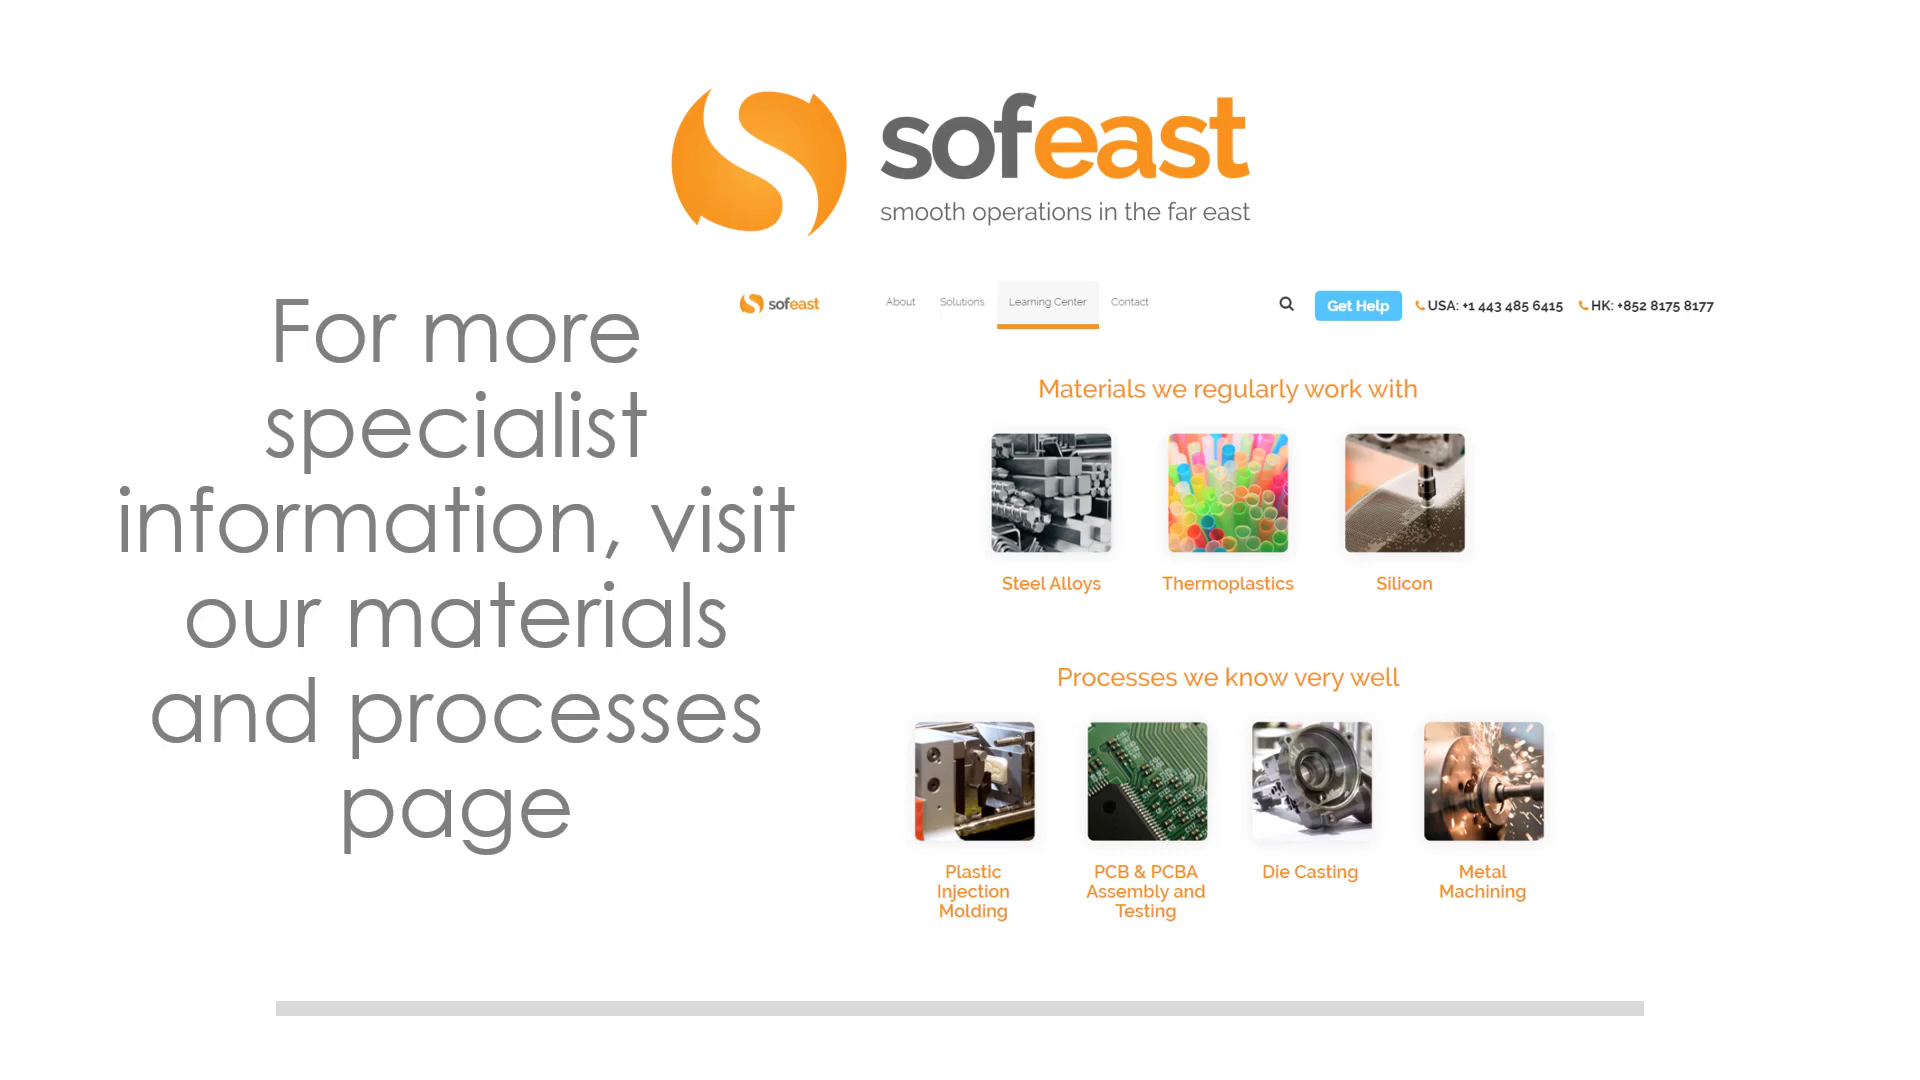 sofeast
smooth operations in the far east
For more
specialist
information, visit
our materials
and processes
page
sofeast
About Solutions Learning Center Contact
Get Help USA: +1 443 485 6415 HK: +852 8175 8177
Materials we regularly work with
Steel Alloys Thermoplastics Silicon
Processes we know very well
Plastic
Injection
Molding
PCB & PCBA
Assembly and
Testing
Die Casting
Metal
Machining